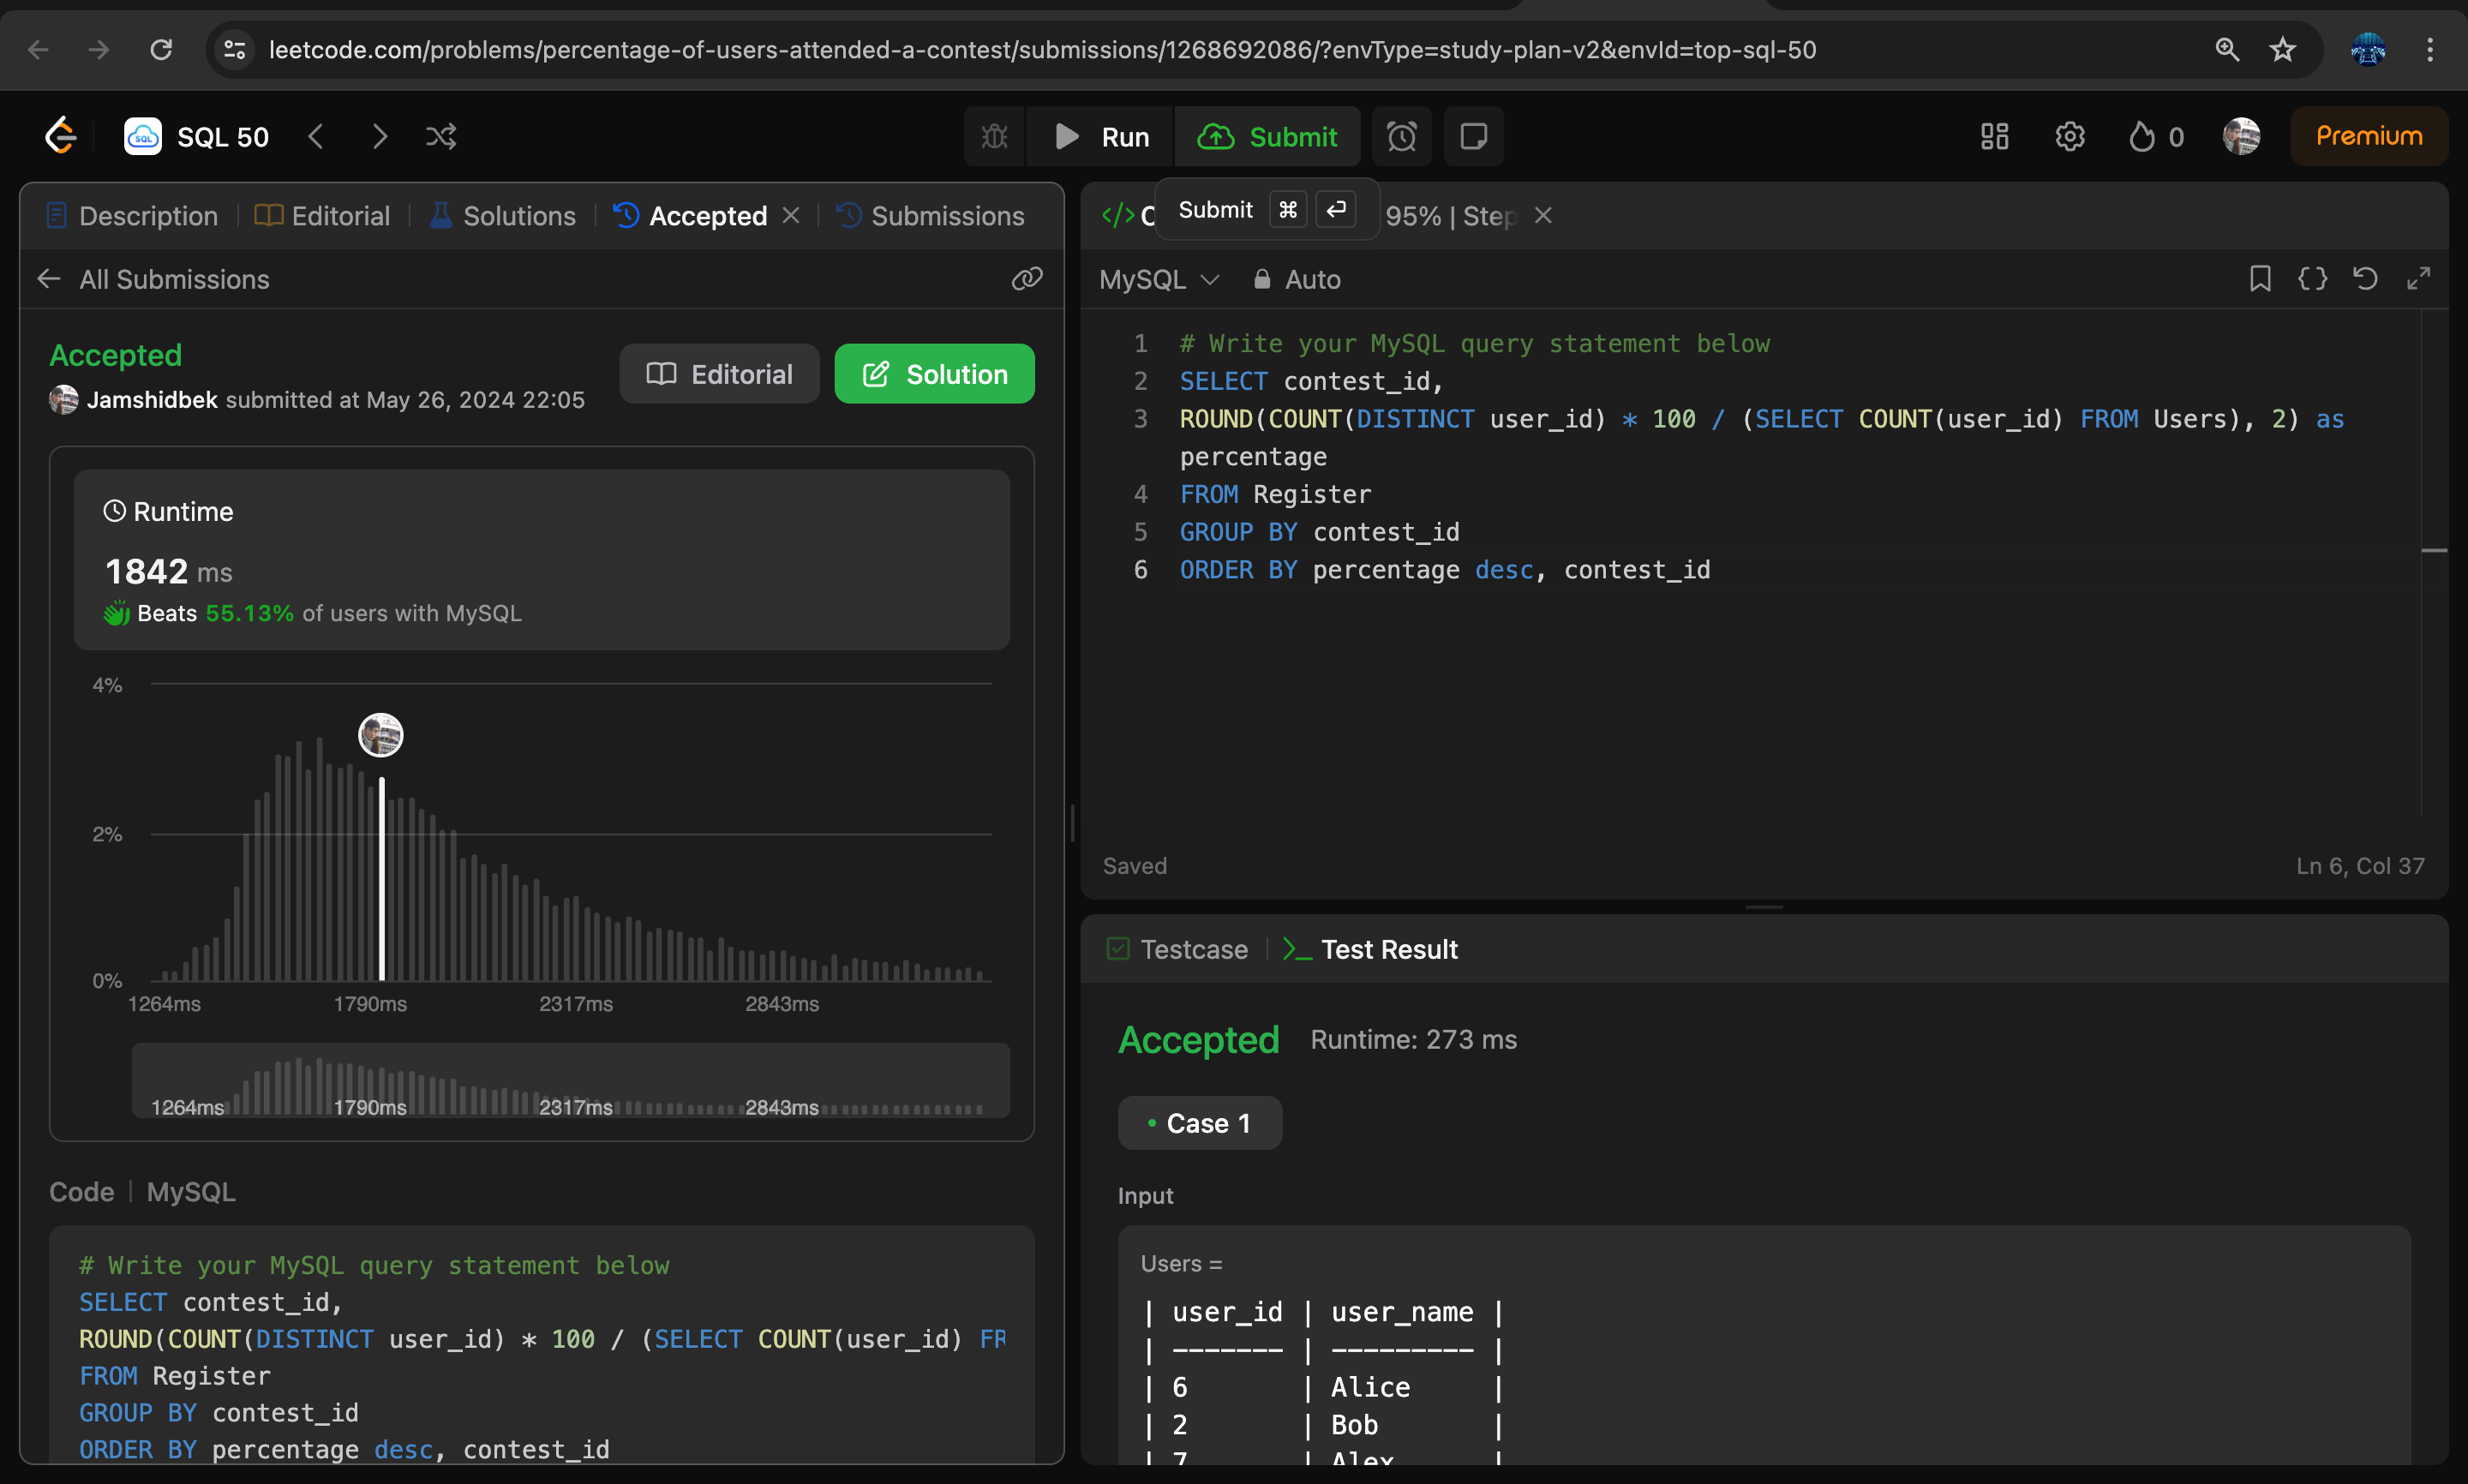 leetcode.com/problems/percentage-of-users-attended-a-contest/submissions/1268692086/?envType=study-plan-v2&envId=top-sql-50
SQL 50
Run
Submit
0
Premium
Description
Editorial
Solutions
Accepted
Submissions
All Submissions
Accepted
Jamshidbek submitted at May 26, 2024 22:05
Editorial
Solution
Runtime
1842 ms
Beats 55.13% of users with MySQL
4%
2%
0%
1264ms 1790ms 2317ms 2843ms
1264ms 1790ms 2317ms 2843ms
Code | MySQL
# Write your MySQL query statement below
SELECT contest_id,
ROUND(COUNT(DISTINCT user_id) * 100 / (SELECT COUNT(user_id) FR
FROM Register
GROUP BY contest_id
ORDER BY percentage desc, contest_id
</> C
Submit ⌘
95% | Step
MySQL
Auto
1 # Write your MySQL query statement below
2 SELECT contest_id,
3 ROUND(COUNT(DISTINCT user_id) * 100 / (SELECT COUNT(user_id) FROM Users), 2) as
percentage
4 FROM Register
5 GROUP BY contest_id
6 ORDER BY percentage desc, contest_id
Saved
Ln 6, Col 37
Testcase
Test Result
Accepted
Runtime: 273 ms
Case 1
Input
Users =
| user_id | user_name |
| ------- | --------- |
| 6 | Alice |
| 2 | Bob |
| 7 | Alex |